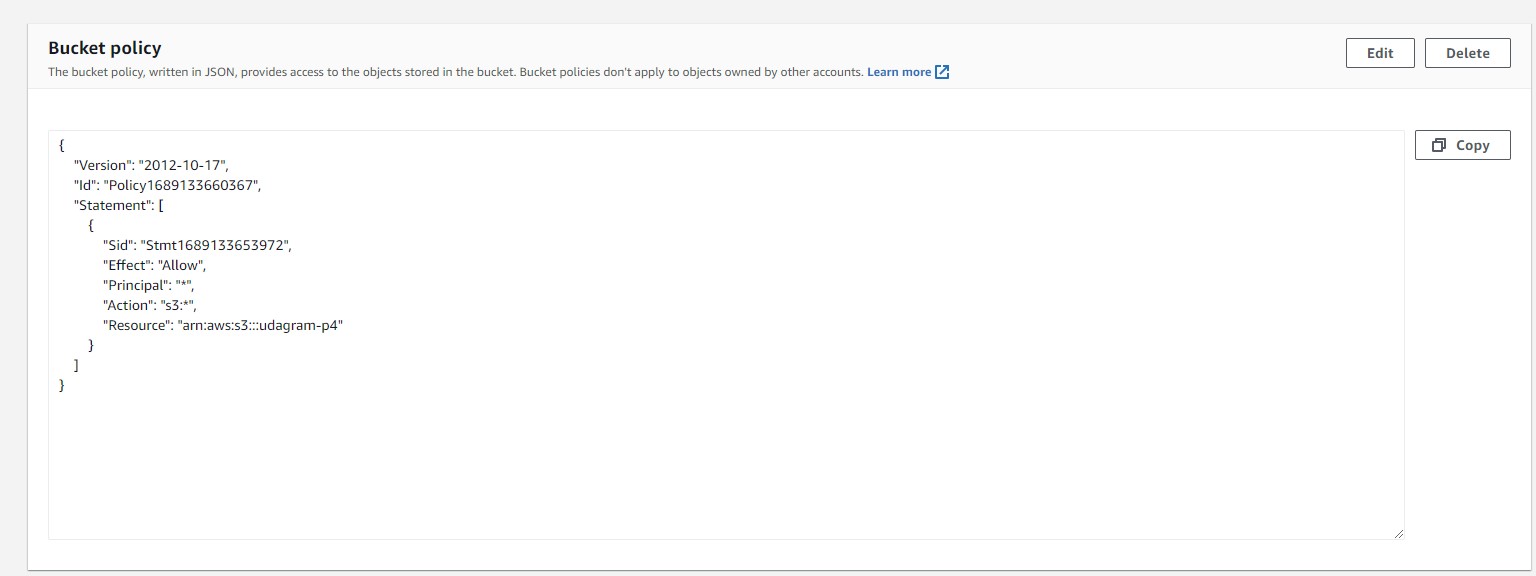 Bucket policy
Edit
Delete
The bucket policy, written in JSON, provides access to the objects stored in the bucket. Bucket policies don't apply to objects owned by other accounts. Learn more
Copy
{
"Version": "2012-10-17",
"Id": "Policy1689133660367",
"Statement": [
{
"Sid": "Stmt1689133653972",
"Effect": "Allow",
"Principal": "*",
"Action": "s3:*",
"Resource": "arn:aws:s3:::udagram-p4"
}
]
}